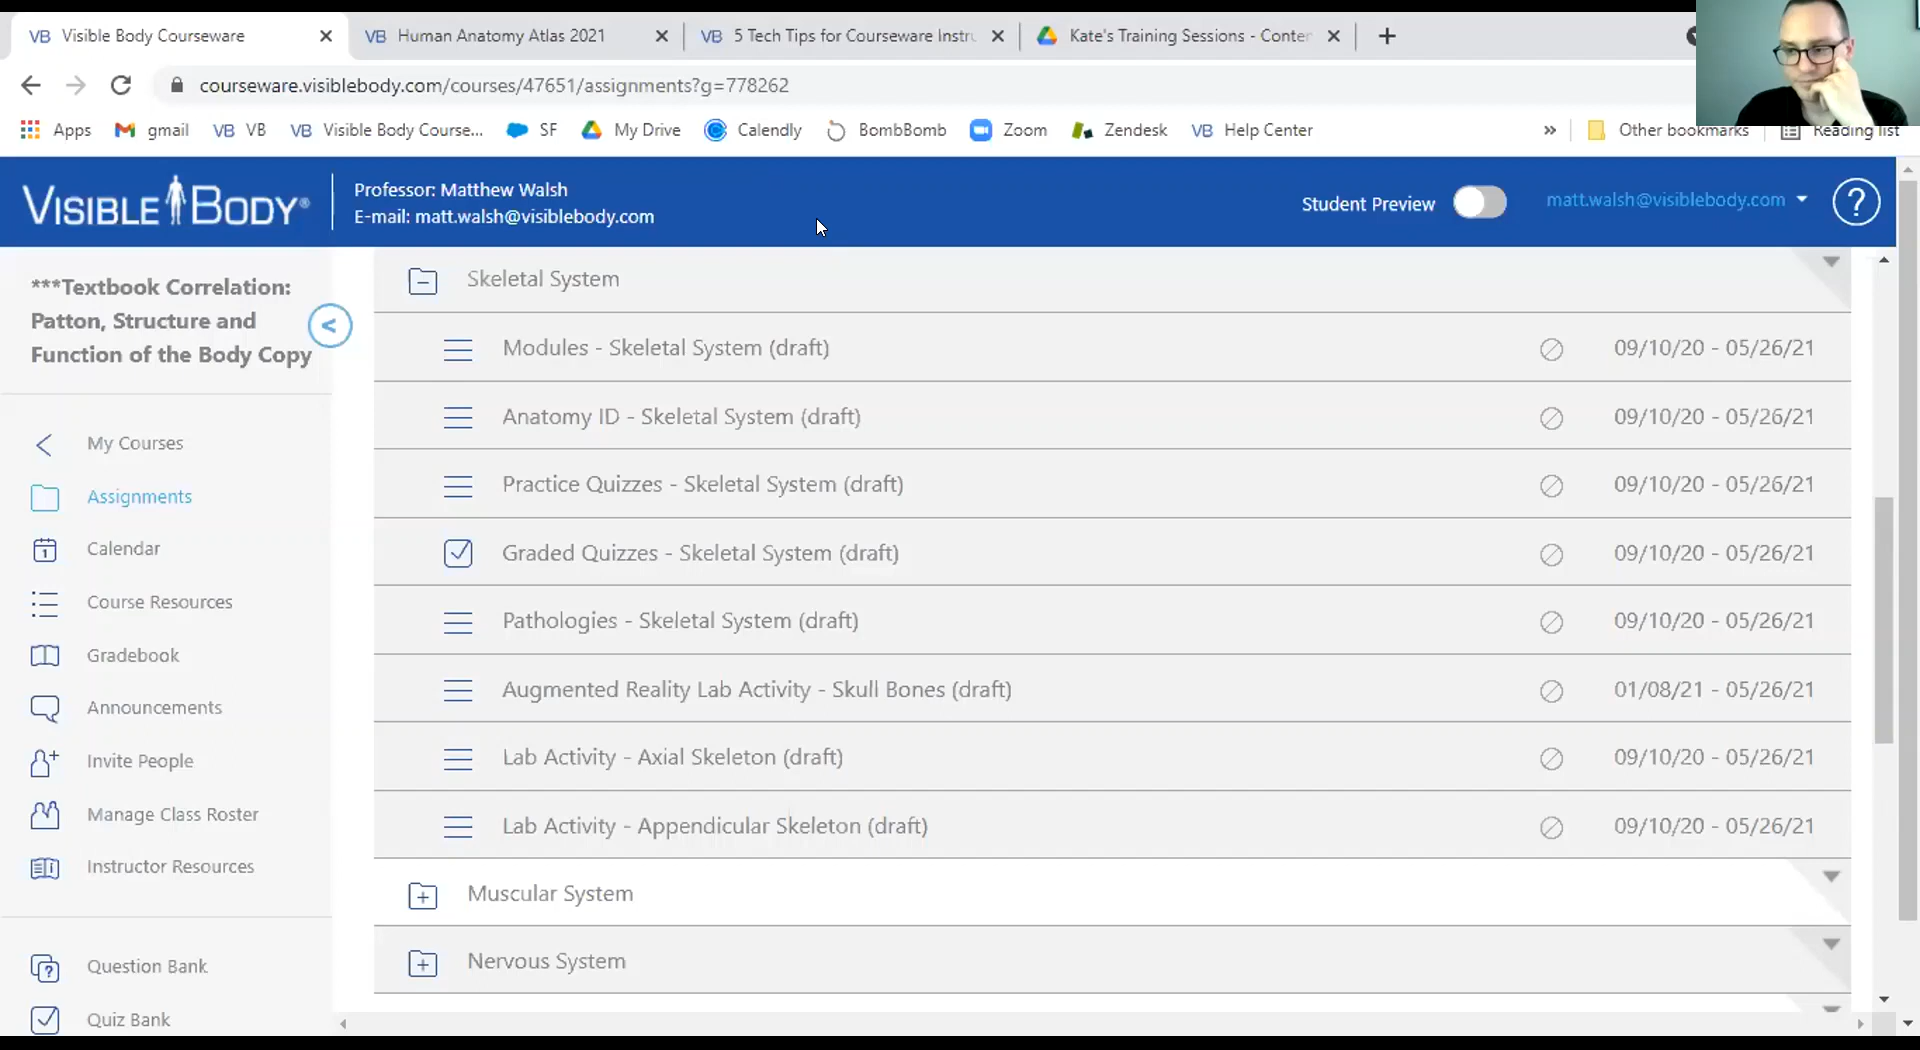 VB Visible Body Courseware
VB Human Anatomy Atlas 2021
VB 5 Tech Tips for Courseware Instru
Kate's Training Sessions - Conten
courseware.visiblebody.com/courses/47651/assignments?g=778262
Apps
gmail
VB VB
VB Visible Body Course...
SF
My Drive
Calendly
BombBomb
Zoom
Zendesk
VB Help Center
Other bookmarks
Reading list
VISIBLE BODY®
Professor: Matthew Walsh
E-mail: matt.walsh@visiblebody.com
Student Preview
matt.walsh@visiblebody.com
?
***Textbook Correlation:
Patton, Structure and
Function of the Body Copy
My Courses
Assignments
Calendar
Course Resources
Gradebook
Announcements
Invite People
Manage Class Roster
Instructor Resources
Question Bank
Quiz Bank
Skeletal System
Modules - Skeletal System (draft) 09/10/20 - 05/26/21
Anatomy ID - Skeletal System (draft) 09/10/20 - 05/26/21
Practice Quizzes - Skeletal System (draft) 09/10/20 - 05/26/21
Graded Quizzes - Skeletal System (draft) 09/10/20 - 05/26/21
Pathologies - Skeletal System (draft) 09/10/20 - 05/26/21
Augmented Reality Lab Activity - Skull Bones (draft) 01/08/21 - 05/26/21
Lab Activity - Axial Skeleton (draft) 09/10/20 - 05/26/21
Lab Activity - Appendicular Skeleton (draft) 09/10/20 - 05/26/21
Muscular System
Nervous System